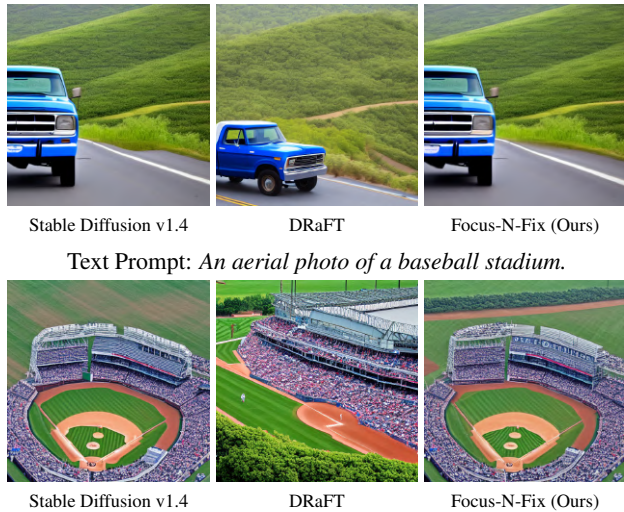 Stable Diffusion v1.4 DRaFT Focus-N-Fix (Ours)
Text Prompt: An aerial photo of a baseball stadium.
Stable Diffusion v1.4 DRaFT Focus-N-Fix (Ours)